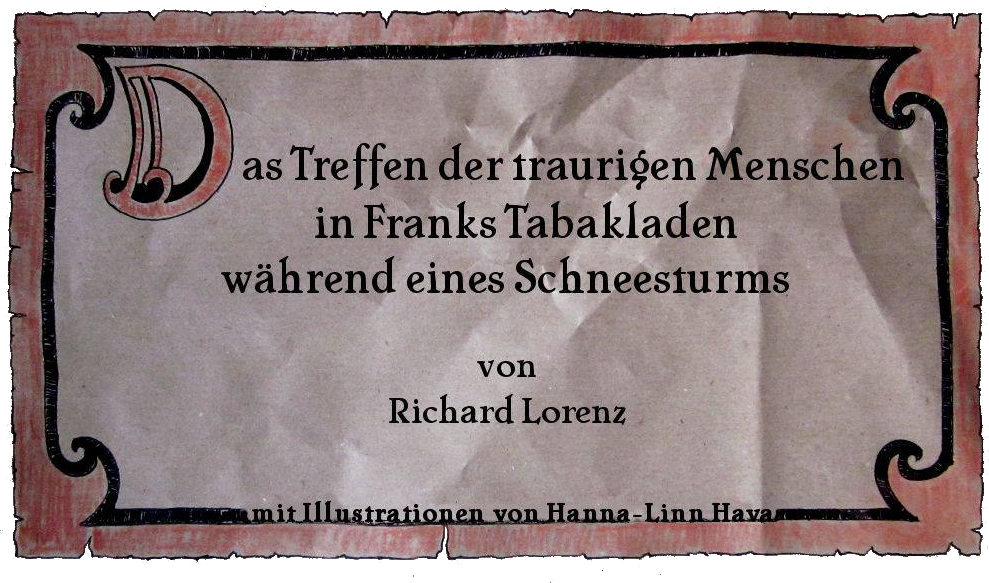 Das Treffen der traurigen Menschen
in Franks Tabakladen
während eines Schneesturms
von
Richard Lorenz
mit Illustrationen von Hanna-Linn Hava